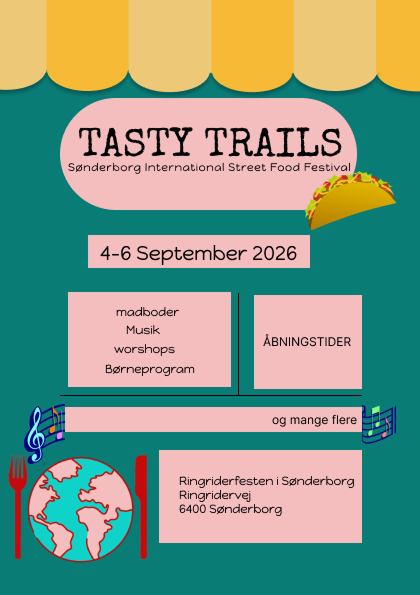 TASTY TRAILS
Sønderborg International Street Food Festival
4-6 September 2026
madboder
Musik
worshops
Børneprogram
ÅBNINGSTIDER
og mange flere
Ringriderfesten i Sønderborg
Ringridervej
6400 Sønderborg